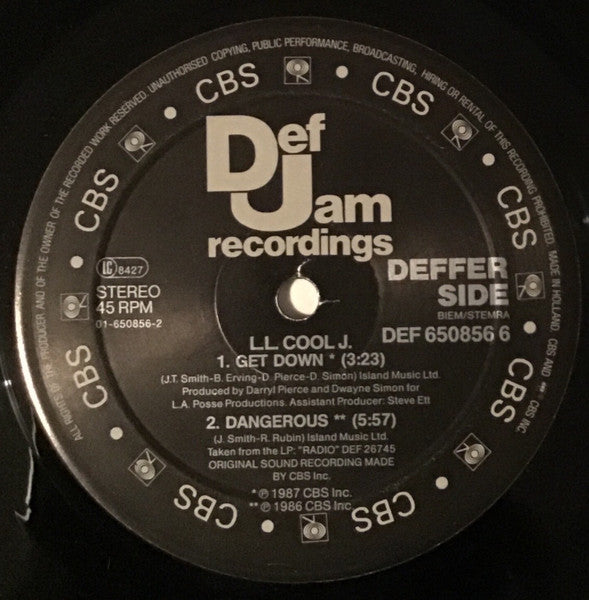 ALL RIGHTS OF THE PRODUCER AND OF THE OWNER OF THE RECORDED WORK RESERVED. UNAUTHORISED COPYING, PUBLIC PERFORMANCE, BROADCASTING, HIRING OR RENTAL OF THIS RECORDING PROHIBITED. MADE IN HOLLAND. CBS AND ** CBS INC
CBS
CBS
CBS
CBS
CBS
CBS
CBS
CBS
Def
Jam
recordings
LC 8427
STEREO
45 RPM
01-650856-2
DEFFER
SIDE
BIEM/STEMRA
DEF 650856 6
L.L. COOL J.
1. GET DOWN * (3:23)
(J.T. Smith-B. Erving-D. Pierce-D. Simon) Island Music Ltd.
Produced by Darryl Pierce and Dwayne Simon for
L.A. Posse Productions. Assistant Producer: Steve Ett
2. DANGEROUS ** (5:57)
(J. Smith-R. Rubin) Island Music Ltd.
Taken from the LP: "RADIO" DEF 26745
ORIGINAL SOUND RECORDING MADE
BY CBS Inc.
* ℗ 1987 CBS Inc.
** ℗ 1986 CBS Inc.